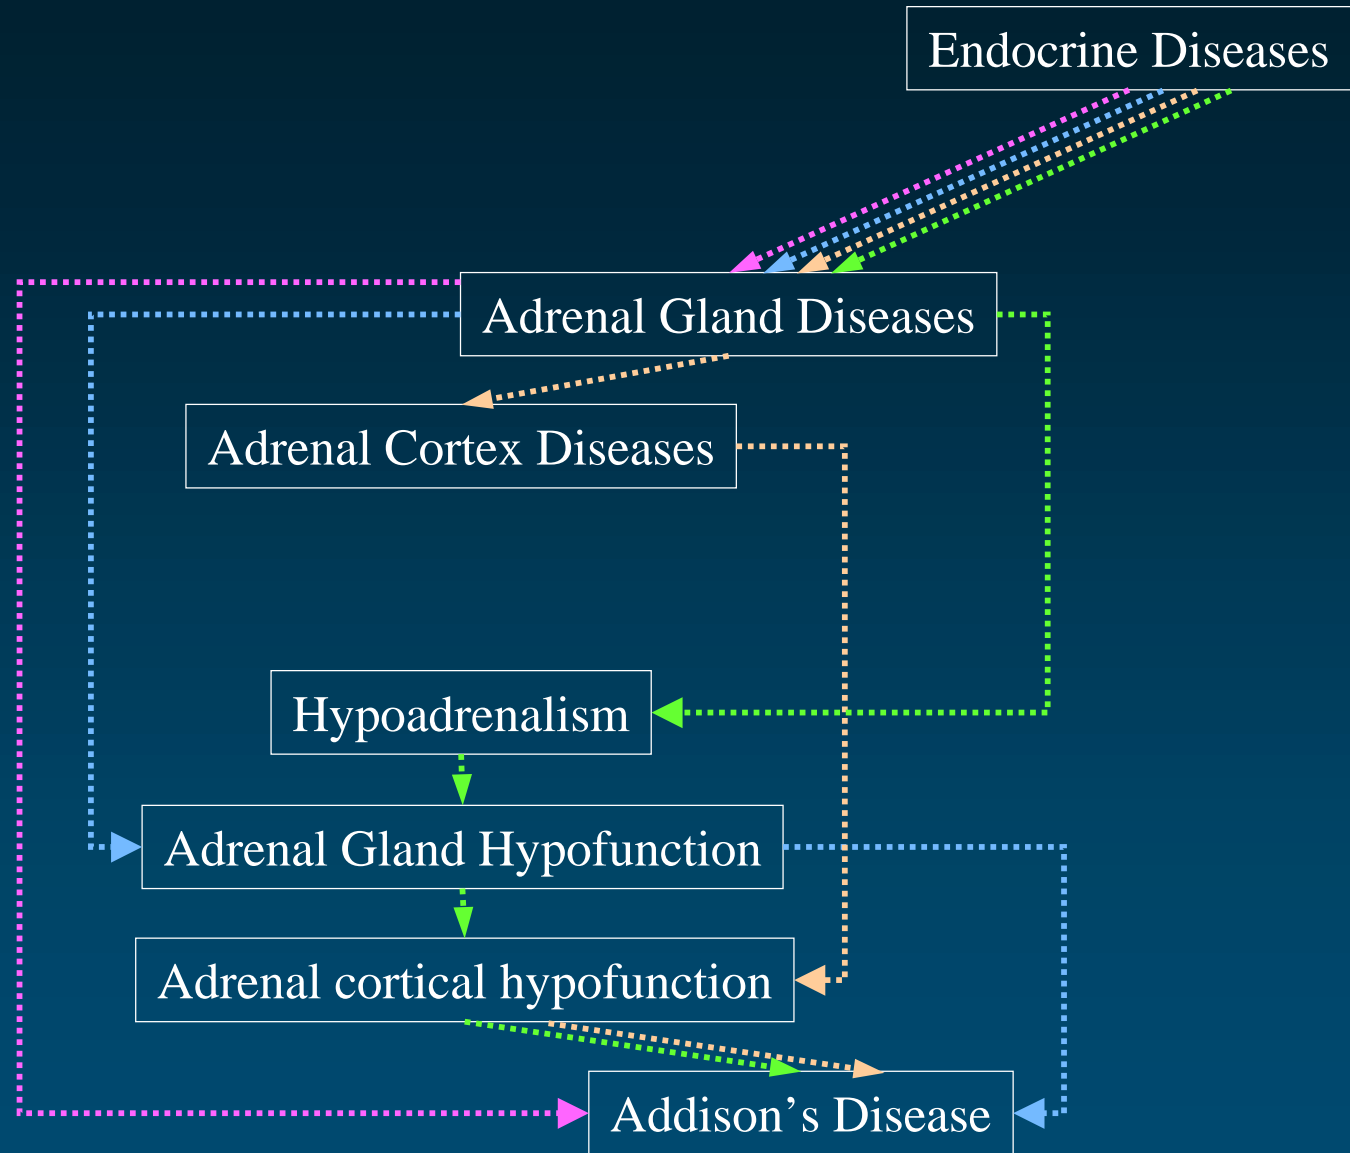 Endocrine Diseases
Adrenal Gland Diseases
Adrenal Cortex Diseases
Hypoadrenalism
Adrenal Gland Hypofunction
Adrenal cortical hypofunction
Addison’s Disease